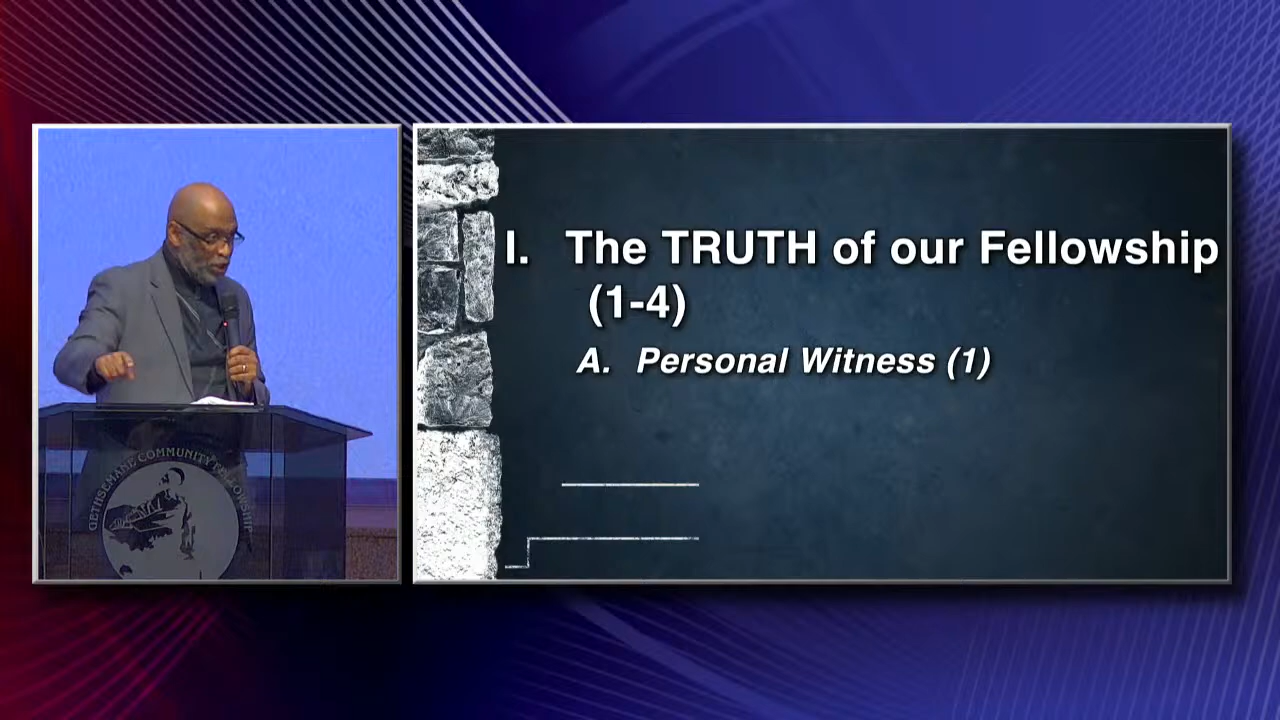 I. The TRUTH of our Fellowship
(1-4)
A. Personal Witness (1)
GETHSEMANE COMMUNITY FELLOWSHIP